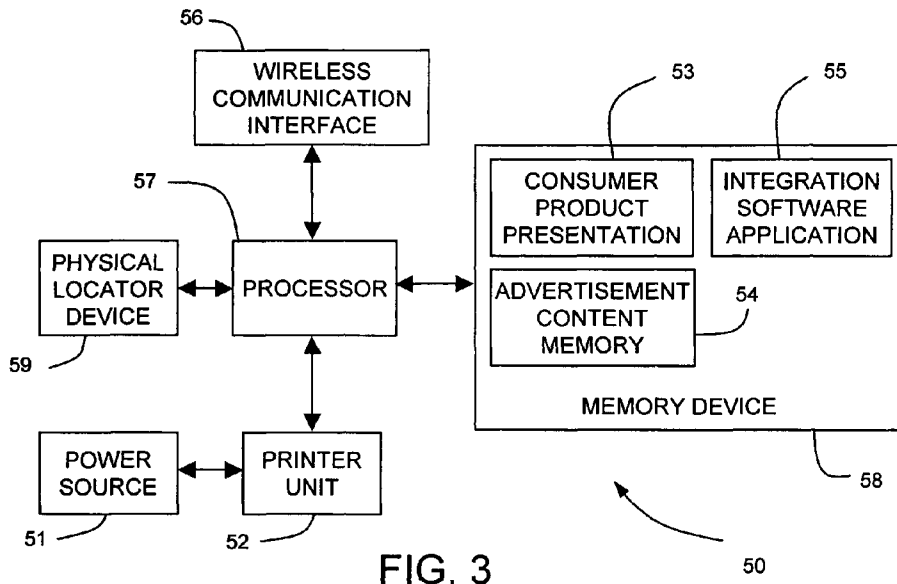 56
WIRELESS
COMMUNICATION
INTERFACE
53
55
57
CONSUMER
PRODUCT
PRESENTATION
INTEGRATION
SOFTWARE
APPLICATION
PHYSICAL
LOCATOR
DEVICE
PROCESSOR
ADVERTISEMENT
CONTENT
MEMORY
54
59
MEMORY DEVICE
POWER
SOURCE
PRINTER
UNIT
58
51
52
FIG. 3
50